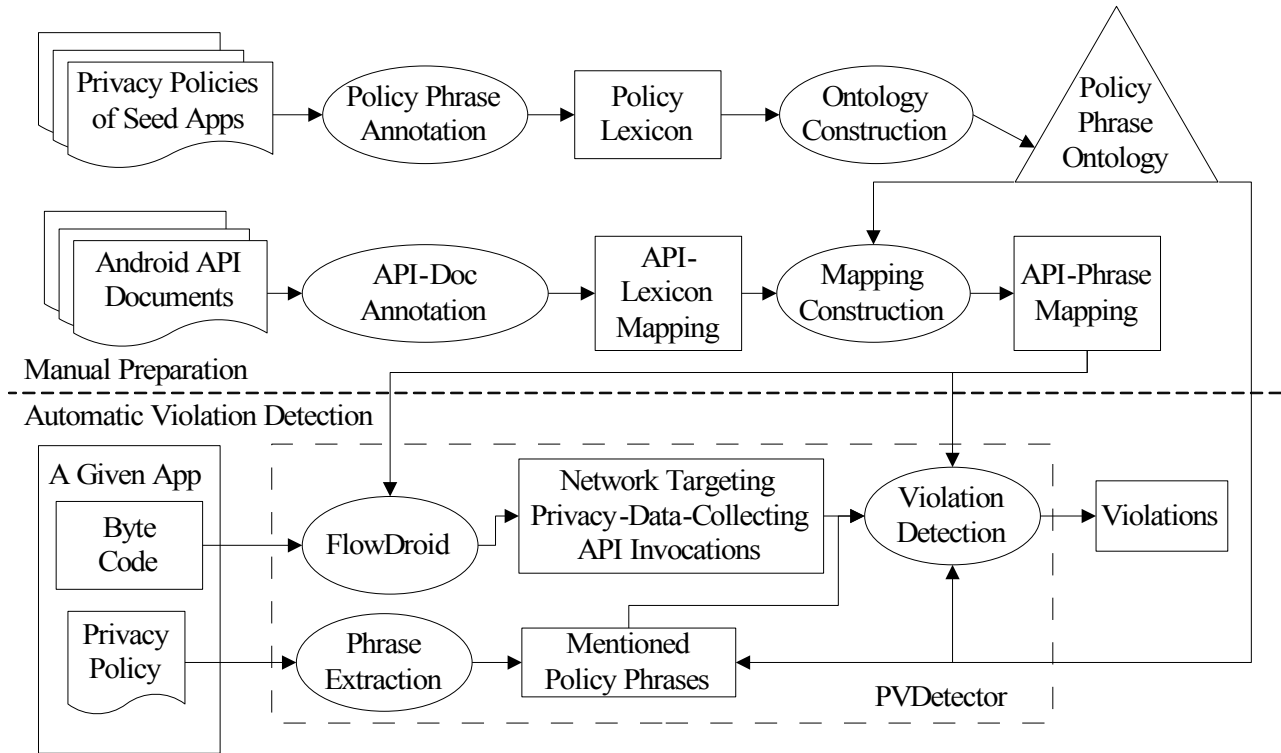 Privacy Policies
of Seed Apps
Policy Phrase
Annotation
Policy
Lexicon
Ontology
Construction
Policy
Phrase
Ontology
Android API
Documents
API-Doc
Annotation
API-
Lexicon
Mapping
Mapping
Construction
API-Phrase
Mapping
Manual Preparation
Automatic Violation Detection
A Given App
Byte
Code
FlowDroid
Network Targeting
Privacy-Data-Collecting
API Invocations
Violation
Detection
Violations
Privacy
Policy
Phrase
Extraction
Mentioned
Policy Phrases
PVDetector